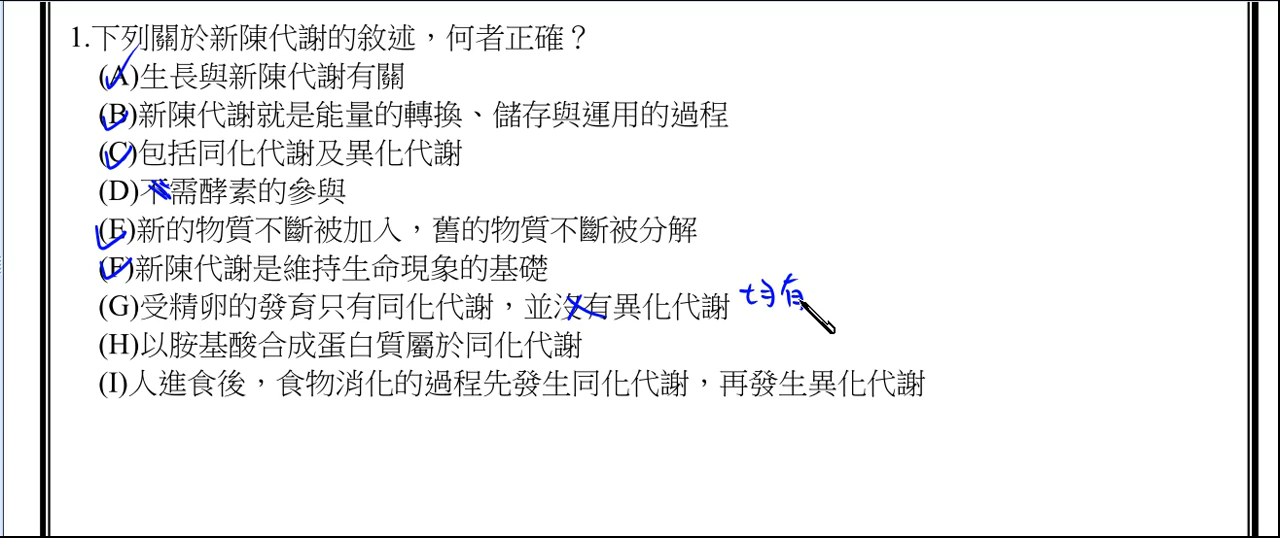 1.下列關於新陳代謝的敘述，何者正確？
(A)生長與新陳代謝有關
(B)新陳代謝就是能量的轉換、儲存與運用的過程
(C)包括同化代謝及異化代謝
(D)不需酵素的參與
(E)新的物質不斷被加入，舊的物質不斷被分解
(F)新陳代謝是維持生命現象的基礎
(G)受精卵的發育只有同化代謝，並沒有異化代謝 均有
(H)以胺基酸合成蛋白質屬於同化代謝
(I)人進食後，食物消化的過程先發生同化代謝，再發生異化代謝